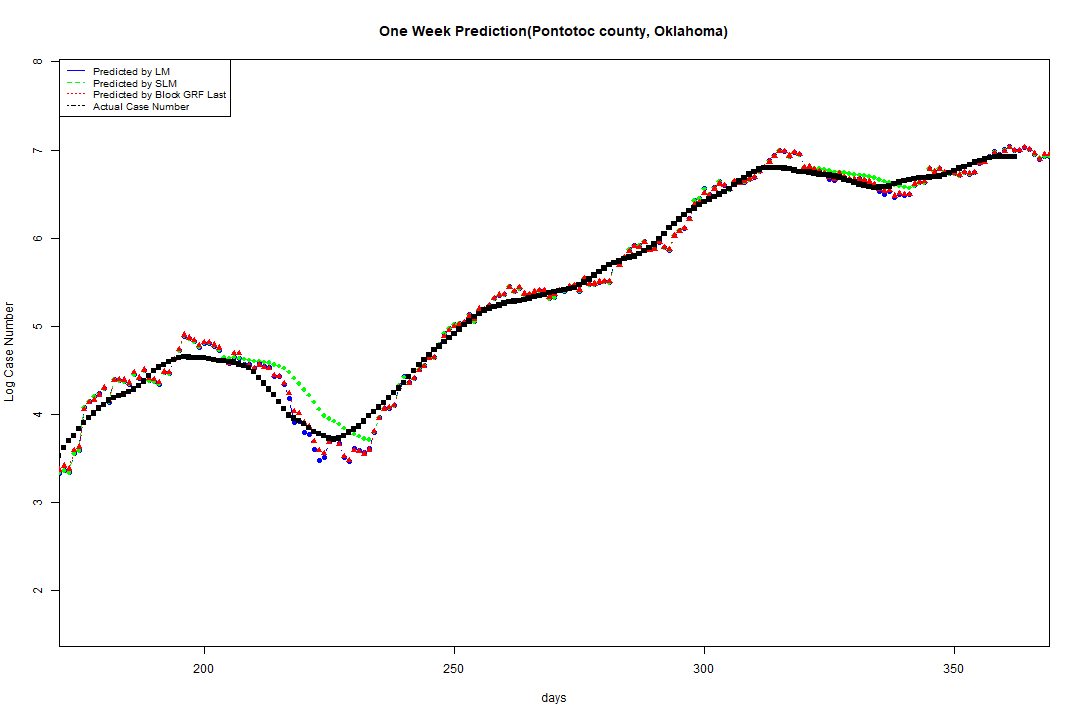 One Week Prediction(Pontotoc county, Oklahoma)
Predicted by LM
Predicted by SLM
Predicted by Block GRF Last
Actual Case Number
8
7
6
5
4
3
2
Log Case Number
200 250 300 350
days